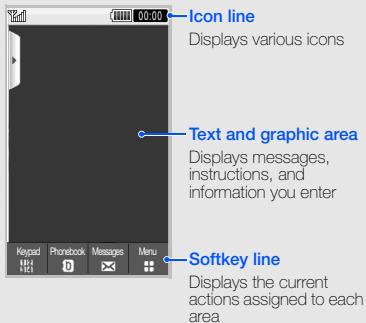 00:00
Icon line
Displays various icons
Text and graphic area
Displays messages,
instructions, and
information you enter
Keypad Phonebook Messages Menu
Softkey line
Displays the current
actions assigned to each
area